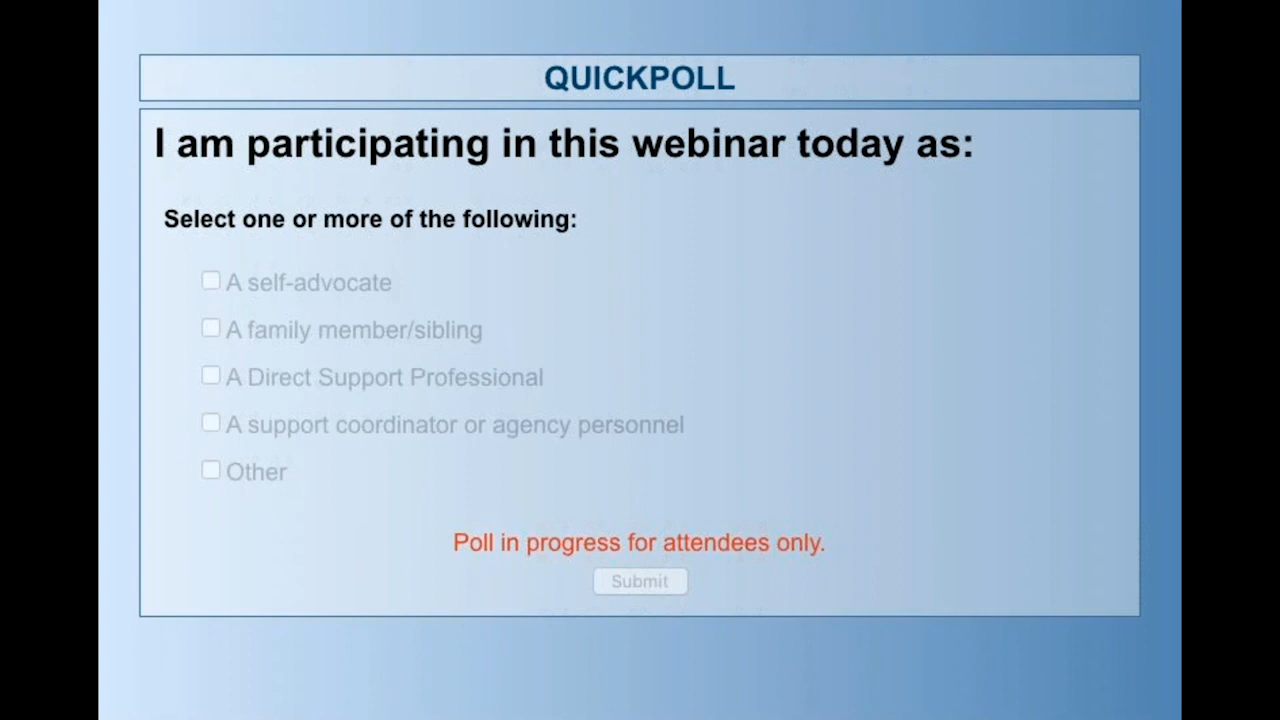 QUICKPOLL
I am participating in this webinar today as:
Select one or more of the following:
A self-advocate
A family member/sibling
A Direct Support Professional
A support coordinator or agency personnel
Other
Poll in progress for attendees only.
Submit